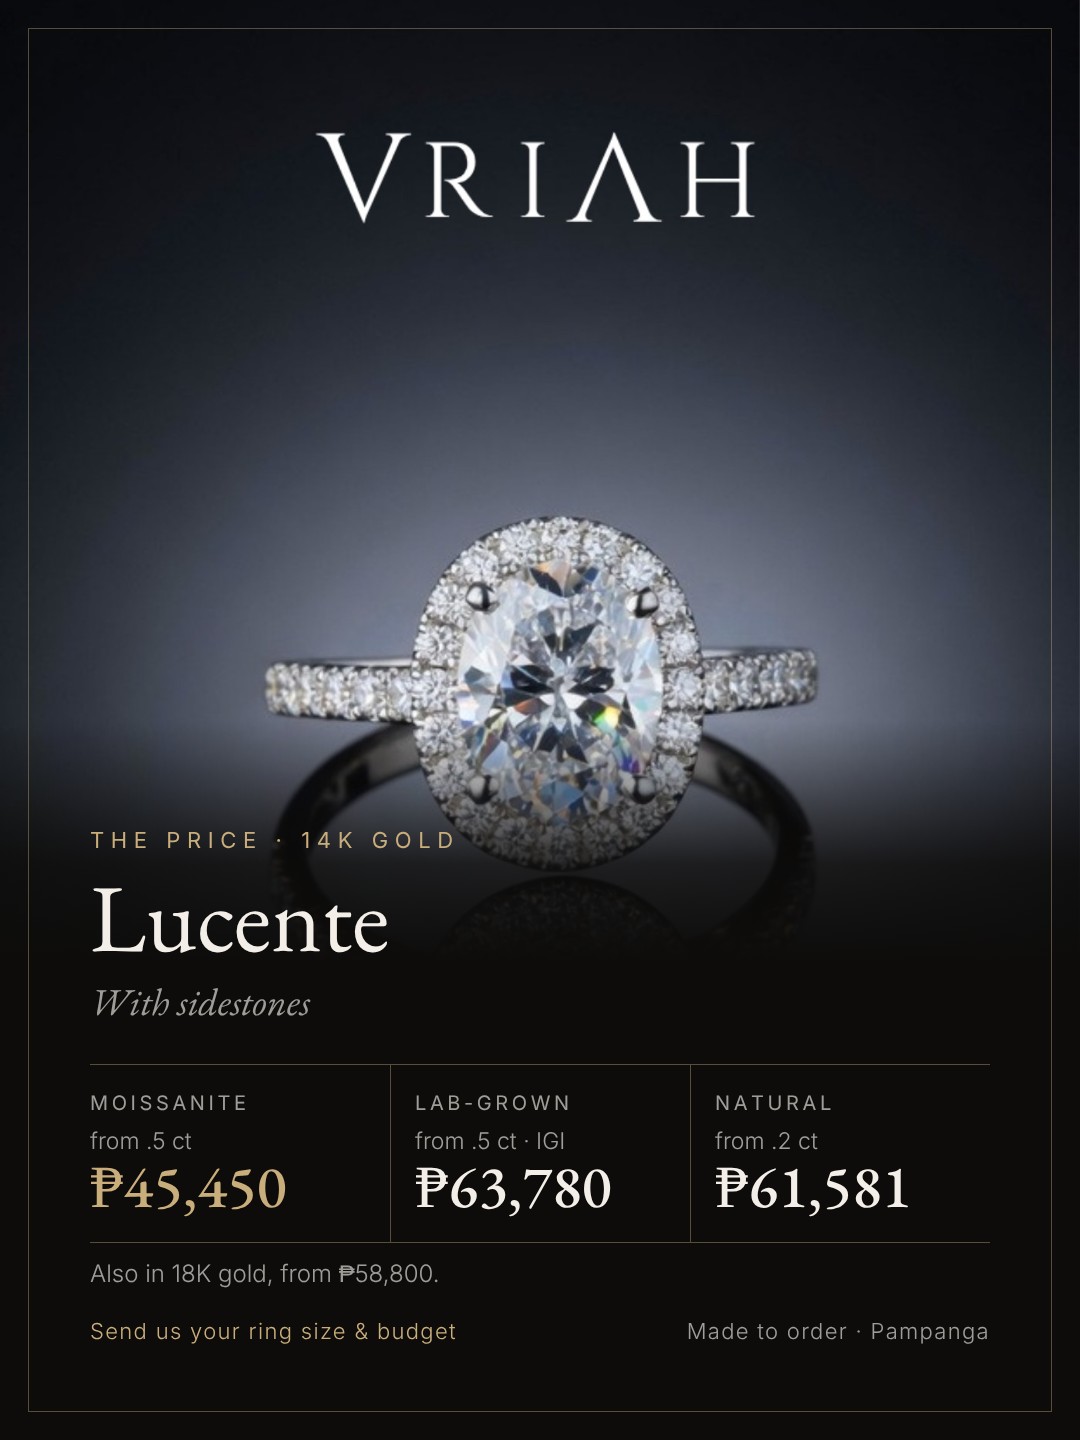 VRIAH
THE PRICE · 14K GOLD
Lucente
With sidestones
MOISSANITE
from .5 ct
₱45,450
LAB-GROWN
from .5 ct · IGI
₱63,780
NATURAL
from .2 ct
₱61,581
Also in 18K gold, from ₱58,800.
Send us your ring size & budget
Made to order · Pampanga